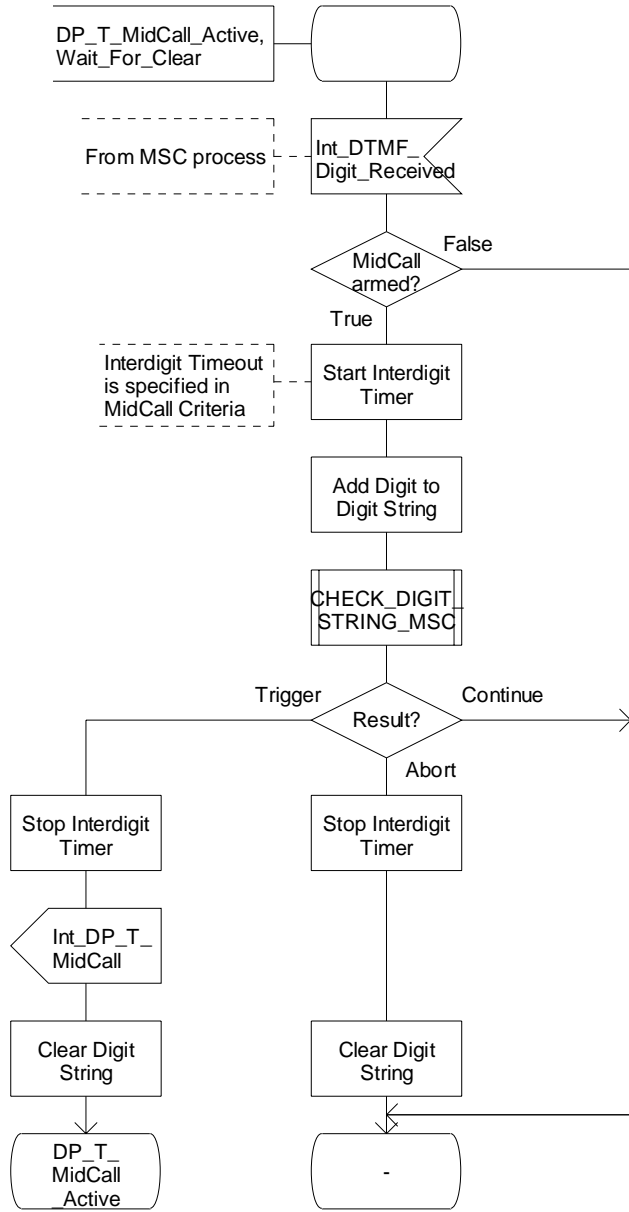 DP_T_MidCall_Active,
Wait_For_Clear
From MSC process
Int_DTMF_
Digit_Received
MidCall
armed?
False
True
Interdigit Timeout
is specified in
MidCall Criteria
Start Interdigit
Timer
Add Digit to
Digit String
CHECK_DIGIT_
STRING_MSC
Trigger
Result?
Continue
Abort
Stop Interdigit
Timer
Stop Interdigit
Timer
Int_DP_T_
MidCall
Clear Digit
String
Clear Digit
String
DP_T_
MidCall
_Active
-